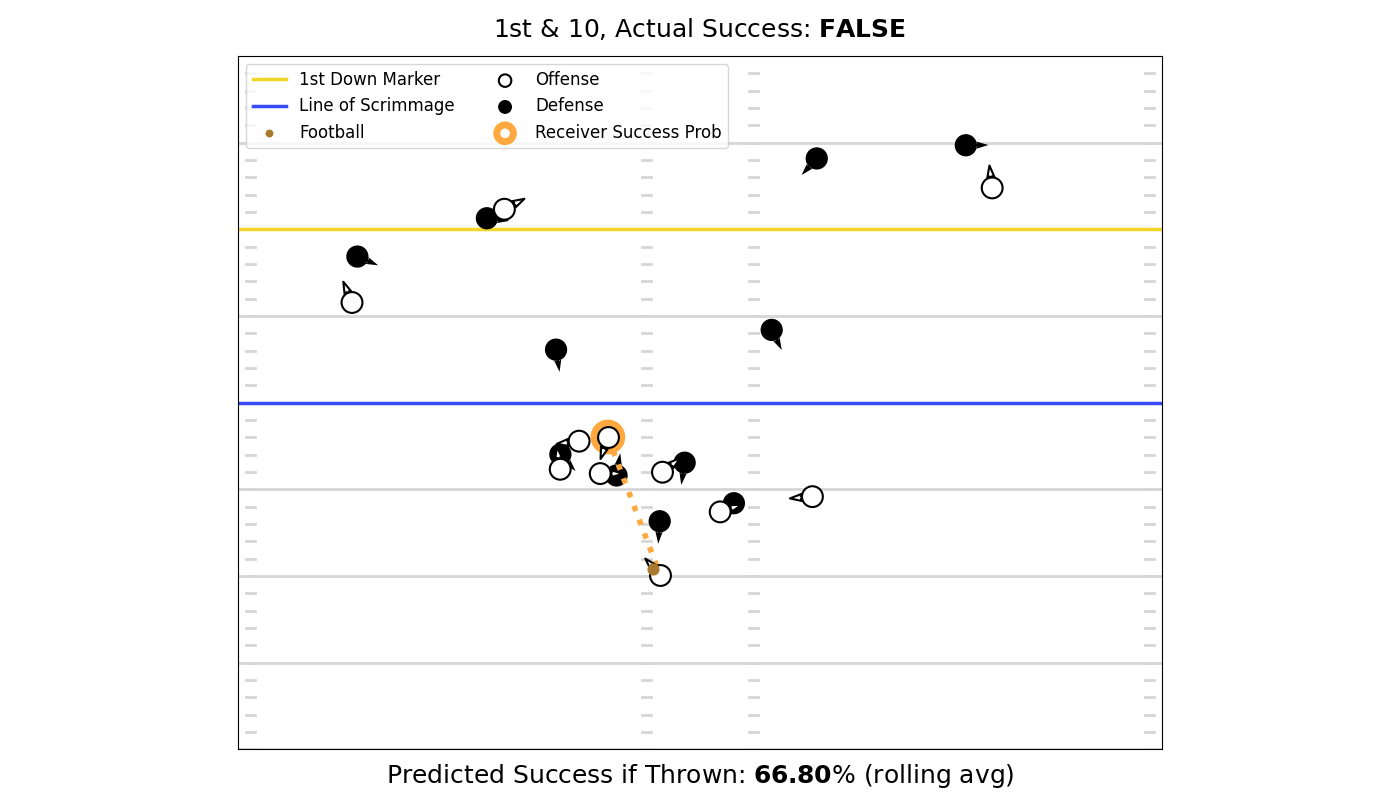 1st & 10, Actual Success: FALSE
1st Down Marker
Line of Scrimmage
Football
Offense
Defense
Receiver Success Prob
Predicted Success if Thrown: 66.80% (rolling avg)